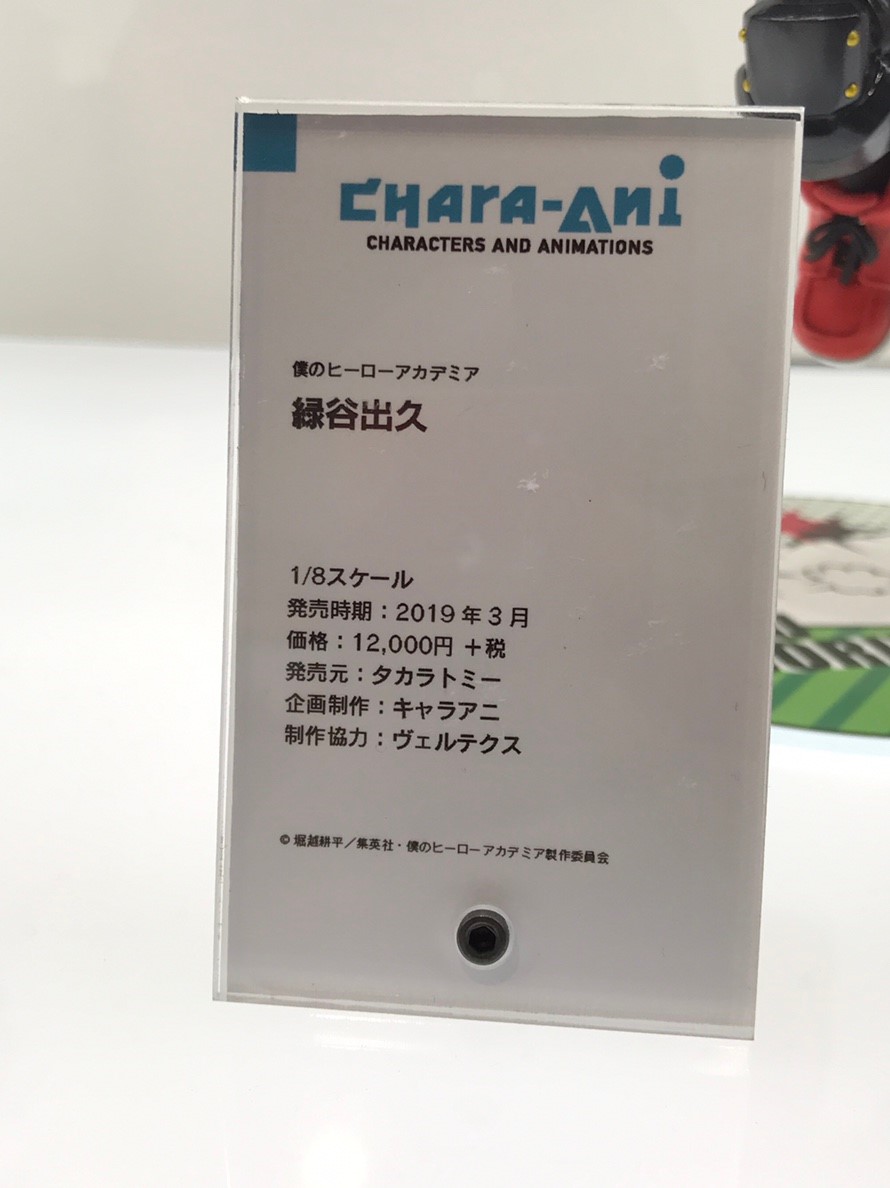 CHARA-ANI
CHARACTERS AND ANIMATIONS
僕のヒーローアカデミア
緑谷出久
1/8スケール
発売時期：2019年3月
価格：12,000円＋税
発売元：タカラトミー
企画制作：キャラアニ
制作協力：ヴェルテクス
© 堀越耕平／集英社・僕のヒーローアカデミア製作委員会